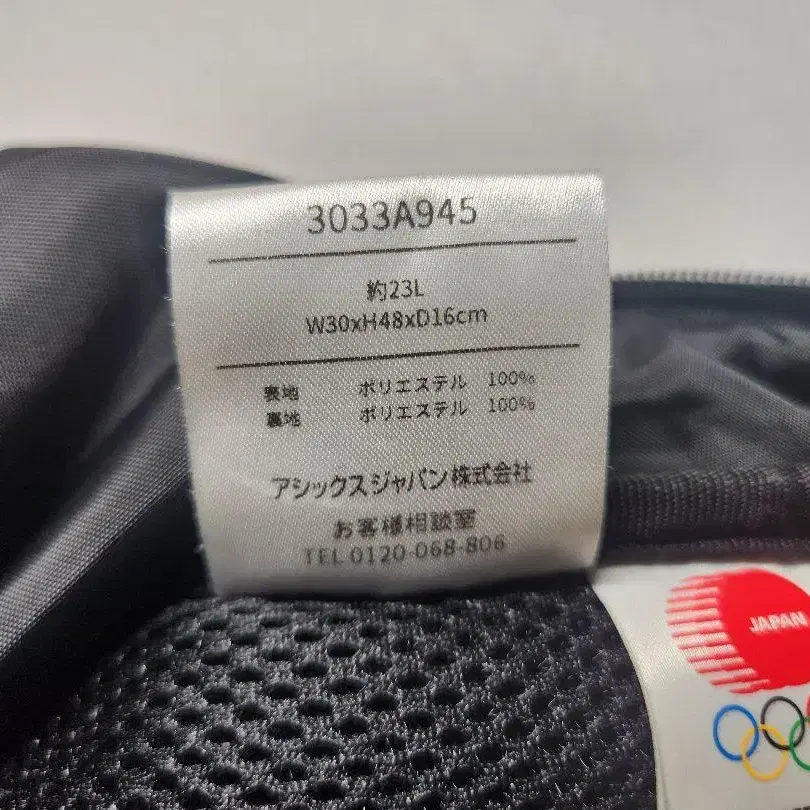 3033A945
約23L
W30xH48xD16cm
表地 ポリエステル 100%
裏地 ポリエステル 100%
アシックスジャパン株式会社
お客様相談室
TEL 0120-068-806
JAPAN